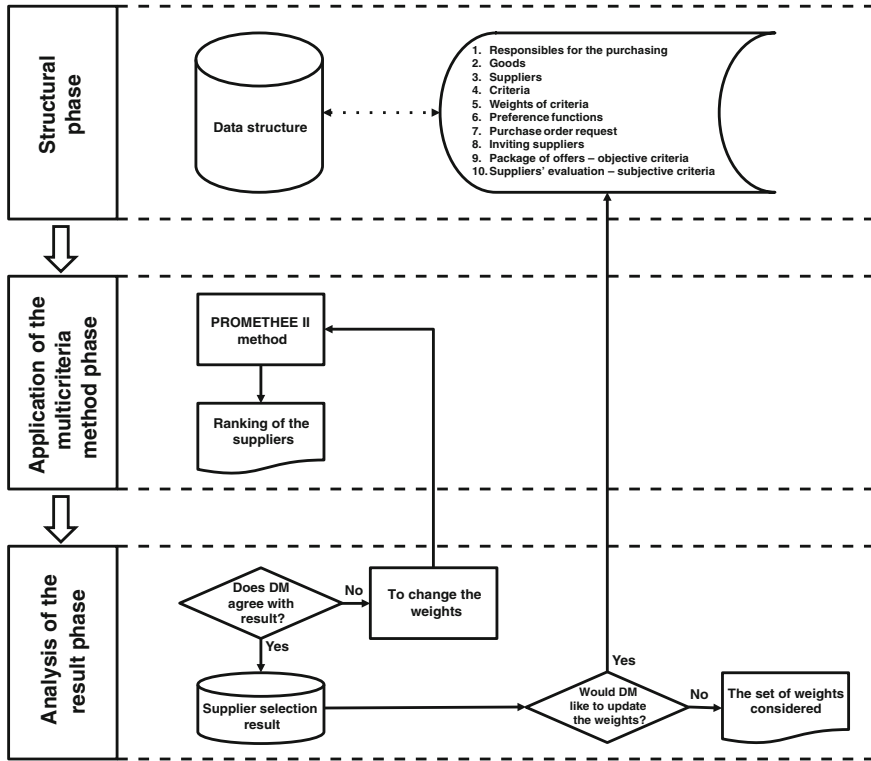 Structural
phase
Data structure
1. Responsibles for the purchasing
2. Goods
3. Suppliers
4. Criteria
5. Weights of criteria
6. Preference functions
7. Purchase order request
8. Inviting suppliers
9. Package of offers – objective criteria
10. Suppliers' evaluation – subjective criteria
Application of the
multicriteria
method phase
PROMETHEE II
method
Ranking of the
suppliers
Analysis of the
result phase
Does DM
agree with
result?
No
To change the
weights
Yes
Supplier selection
result
Yes
Would DM
like to update
the weights?
No
The set of weights
considered